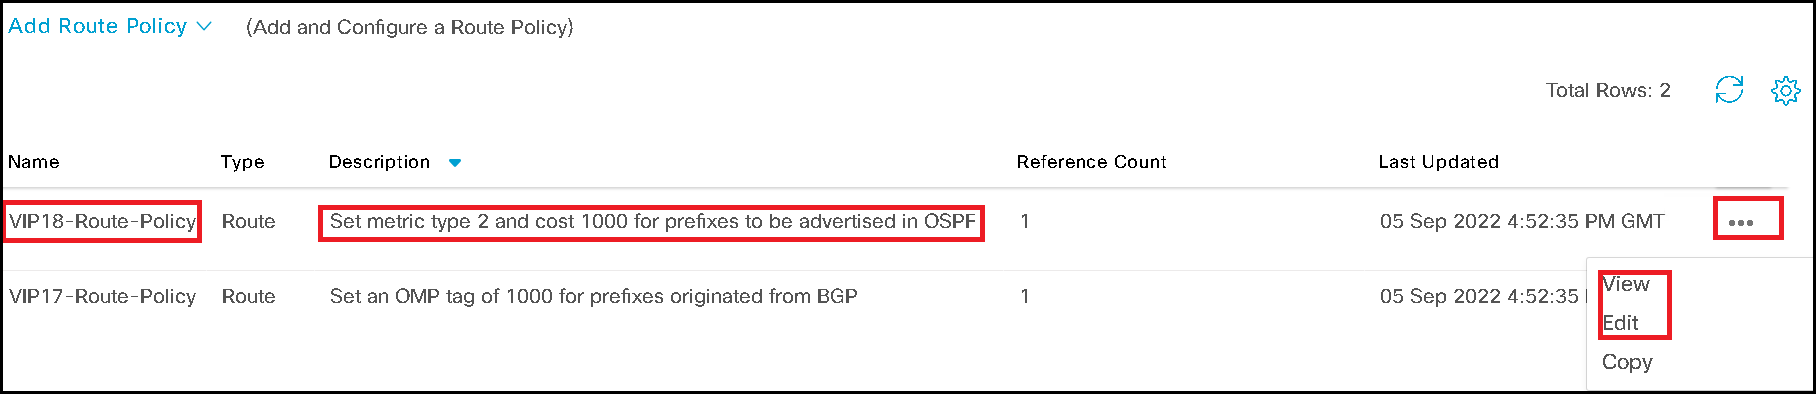 Add Route Policy (Add and Configure a Route Policy)
Total Rows: 2
Name Type Description Reference Count Last Updated
VIP18-Route-Policy Route Set metric type 2 and cost 1000 for prefixes to be advertised in OSPF 1 05 Sep 2022 4:52:35 PM GMT
VIP17-Route-Policy Route Set an OMP tag of 1000 for prefixes originated from BGP 1 05 Sep 2022 4:52:35
View
Edit
Copy